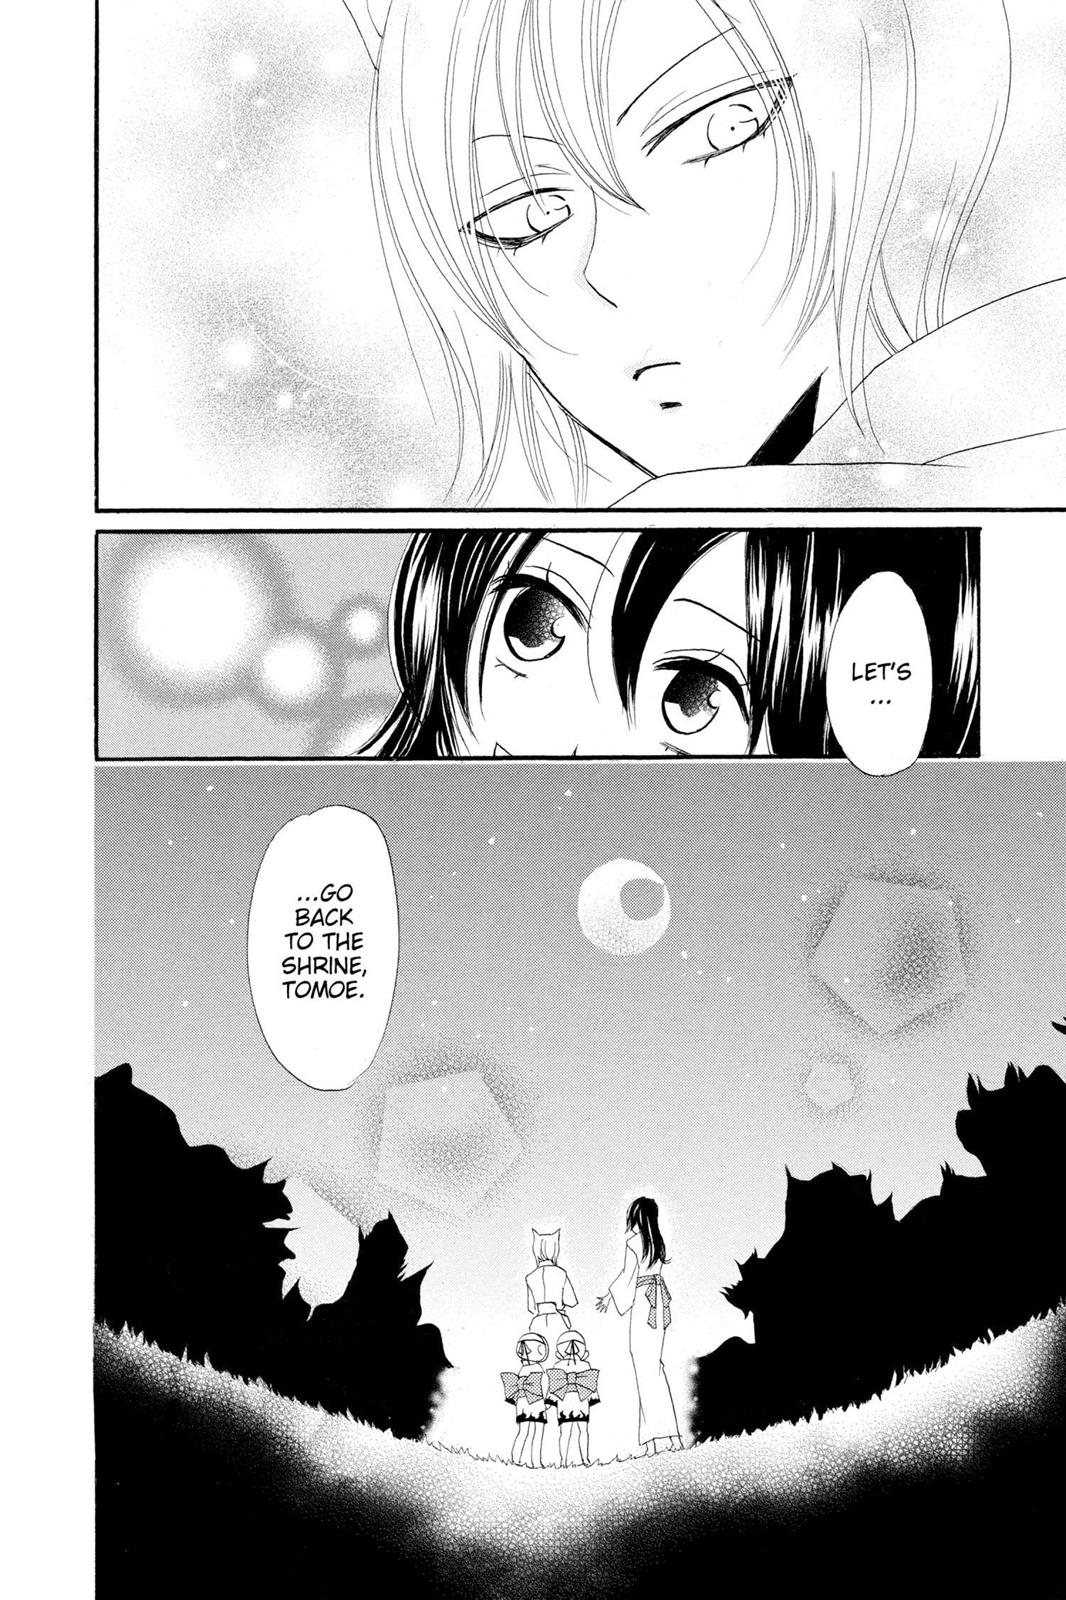 LET'S
...
...GO
BACK
TO THE
SHRINE,
TOMOE.